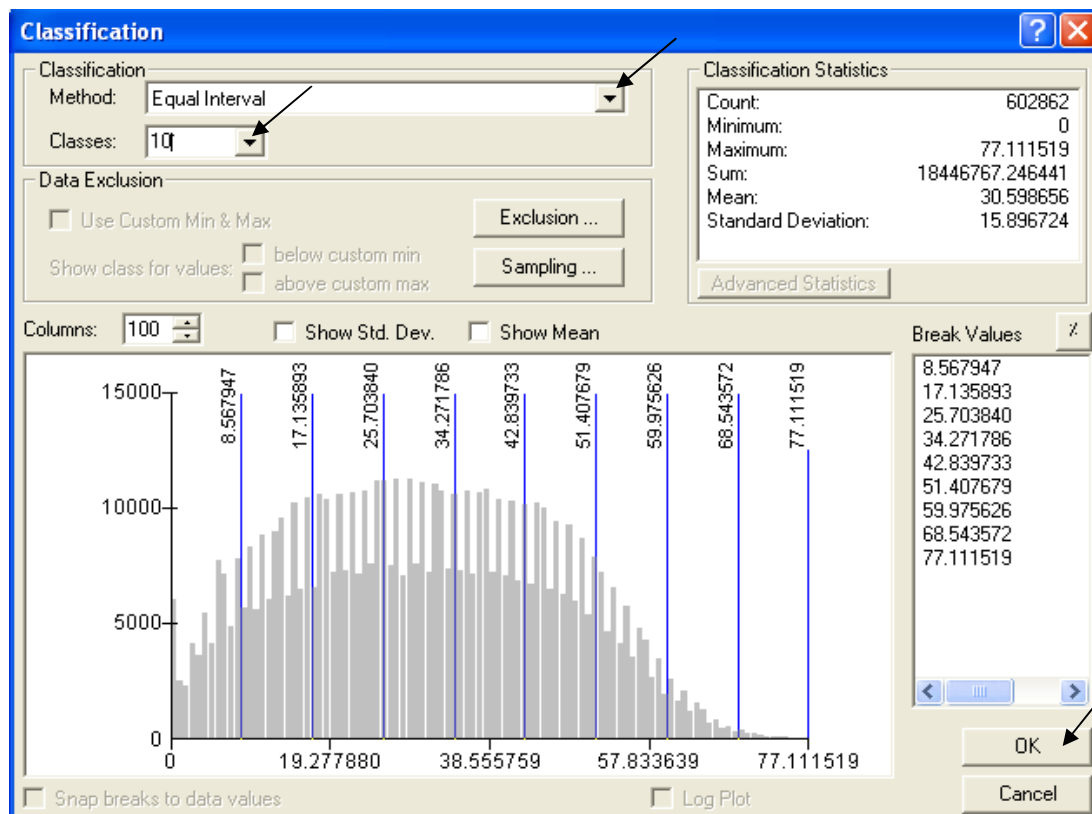 Classification
Classification
Method: Equal Interval
Classes: 10
Data Exclusion
Use Custom Min & Max
Exclusion ...
Show class for values:
below custom min
above custom max
Sampling ...
Classification Statistics
Count: 602862
Minimum: 0
Maximum: 77.111519
Sum: 18446767.246441
Mean: 30.598656
Standard Deviation: 15.896724
Advanced Statistics
Columns: 100
Show Std. Dev.
Show Mean
Break Values
%
8.567947
17.135893
25.703840
34.271786
42.839733
51.407679
59.975626
68.543572
77.111519
15000
10000
5000
0
8.567947
17.135893
25.703840
34.271786
42.839733
51.407679
59.975626
68.543572
77.111519
0 19.277880 38.555759 57.833639 77.111519
Snap breaks to data values
Log Plot
OK
Cancel